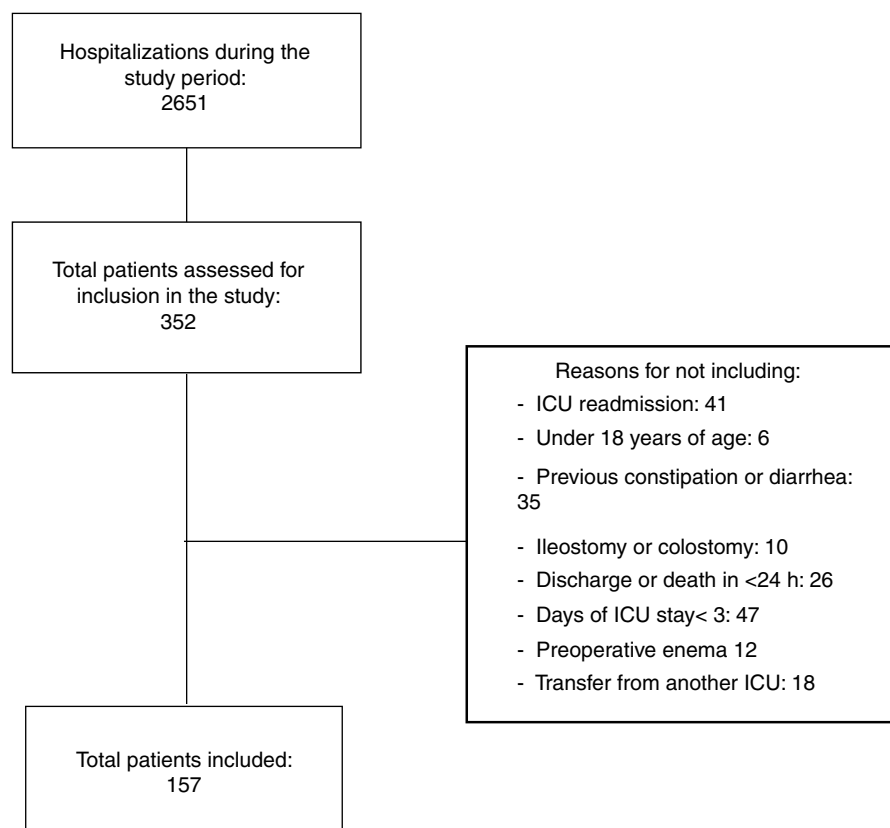 Hospitalizations during the
study period:
2651
Total patients assessed for
inclusion in the study:
352
Reasons for not including:
- ICU readmission: 41
- Under 18 years of age: 6
- Previous constipation or diarrhea:
35
- Ileostomy or colostomy: 10
- Discharge or death in <24 h: 26
- Days of ICU stay< 3: 47
- Preoperative enema 12
- Transfer from another ICU: 18
Total patients included:
157